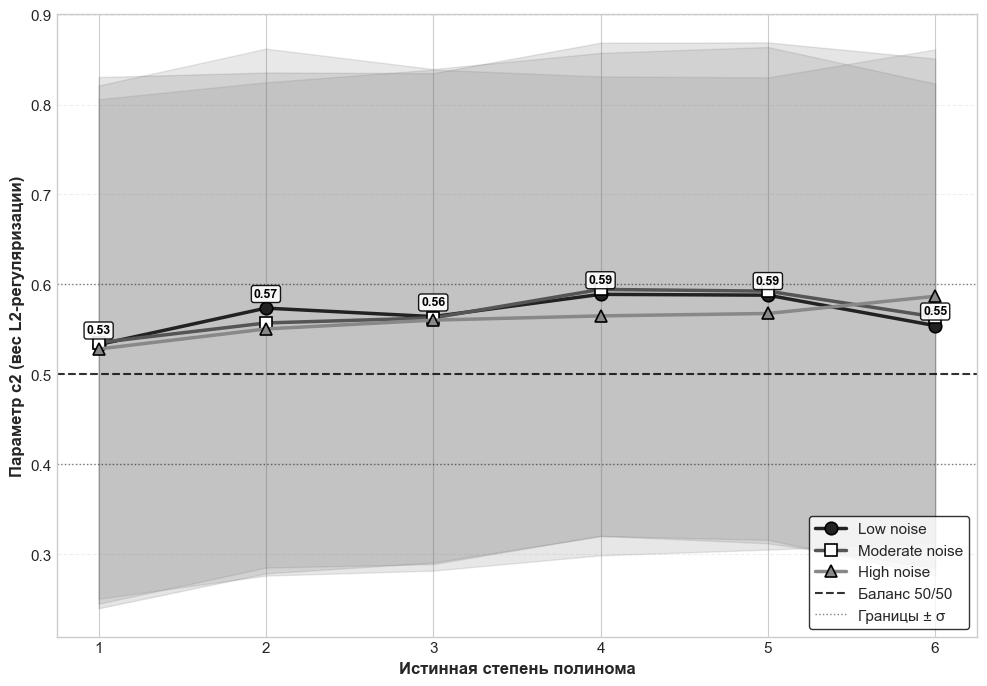 0.9
0.8
0.7
0.6
0.5
0.4
0.3
Параметр c2 (вес L2-регуляризации)
0.53
0.57
0.56
0.59
0.59
0.55
Low noise
Moderate noise
High noise
Баланс 50/50
Границы ± σ
1 2 3 4 5 6
Истинная степень полинома